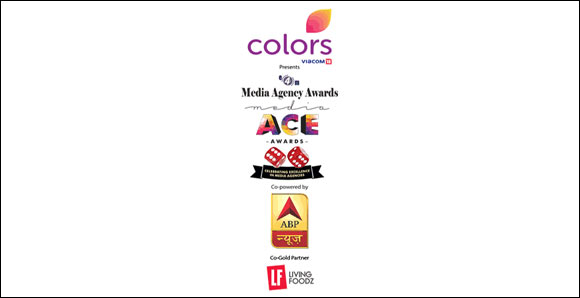 colors
VIACOM 18
Presents
Media Agency Awards
media
ACE
- AWARDS -
CELEBRATING EXCELLENCE
IN MEDIA AGENCIES
Co-powered by
ABP
न्यूज़
Co-Gold Partner
LF LIVING
FOODZ